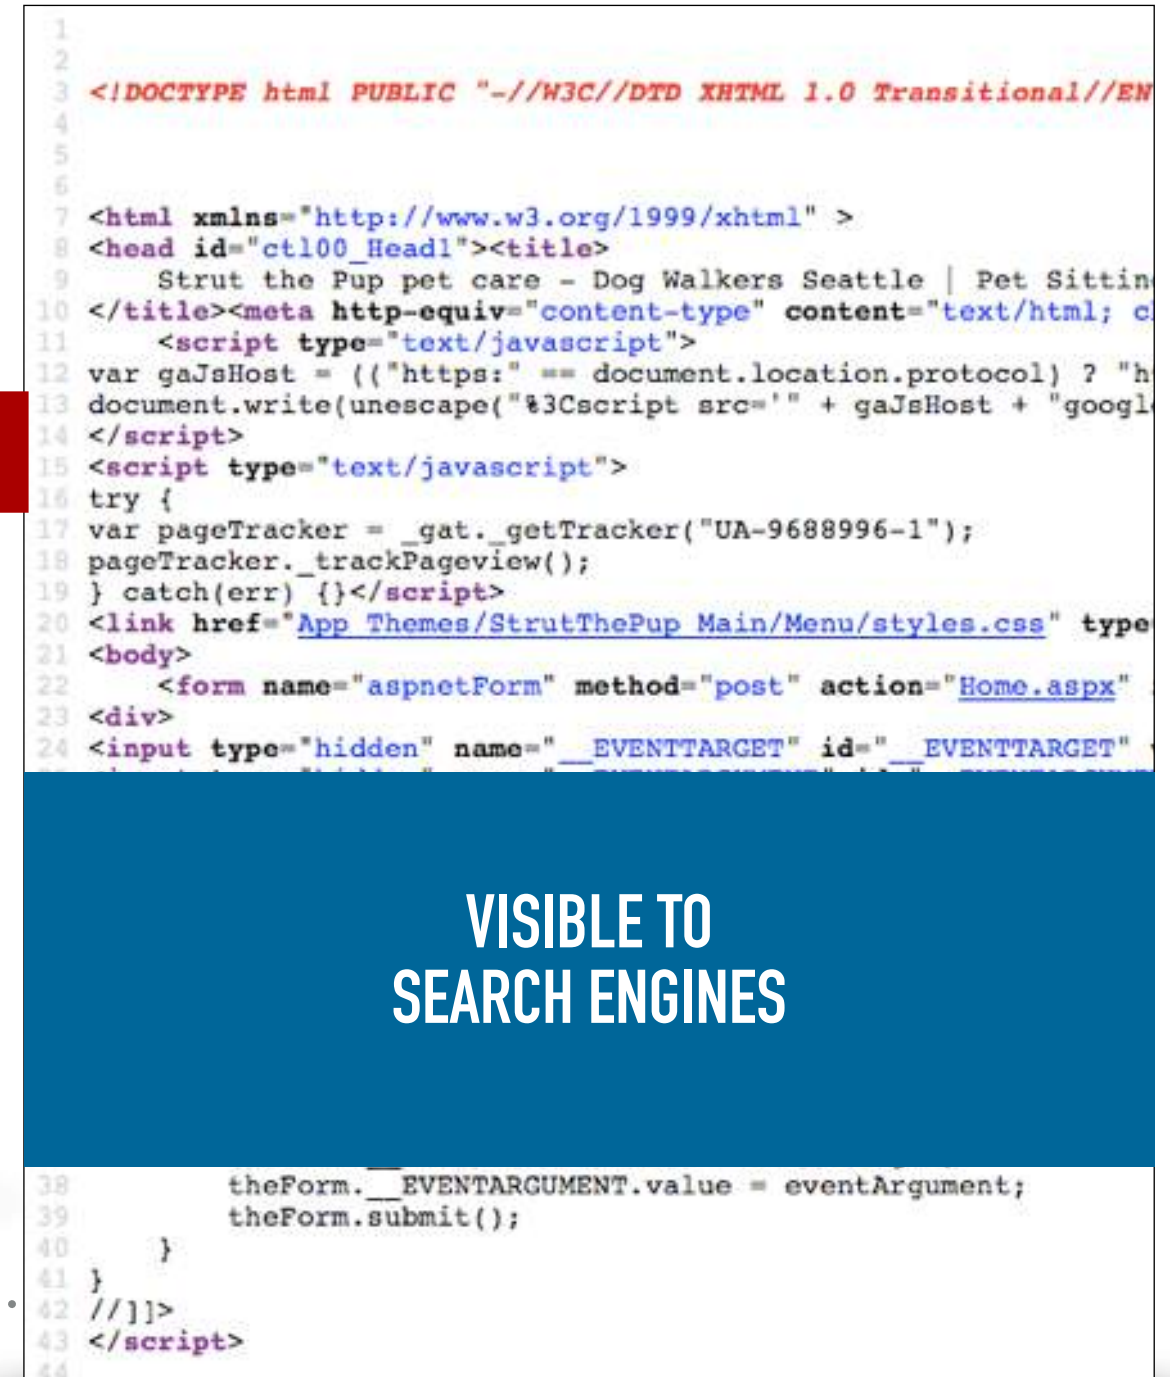 1
2
3 <!DOCTYPE html PUBLIC "-//W3C//DTD XHTML 1.0 Transitional//EN
4
5
6
7 <html xmlns="http://www.w3.org/1999/xhtml" >
8 <head id="ctl00_Head1"><title>
9 Strut the Pup pet care - Dog Walkers Seattle | Pet Sitting
10 </title><meta http-equiv="content-type" content="text/html; c
11 <script type="text/javascript">
12 var gaJsHost = (("https:" == document.location.protocol) ? "h
13 document.write(unescape("%3Cscript src='" + gaJsHost + "googl
14 </script>
15 <script type="text/javascript">
16 try {
17 var pageTracker = _gat._getTracker("UA-9688996-1");
18 pageTracker._trackPageview();
19 } catch(err) {}</script>
20 <link href="App_Themes/StrutThePup_Main/Menu/styles.css" type
21 <body>
22 <form name="aspnetForm" method="post" action="Home.aspx"
23 <div>
24 <input type="hidden" name="__EVENTTARGET" id="__EVENTTARGET"
VISIBLE TO
SEARCH ENGINES
38 theForm.__EVENTARGUMENT.value = eventArgument;
39 theForm.submit();
40 }
41 }
42 //]]>
43 </script>
44